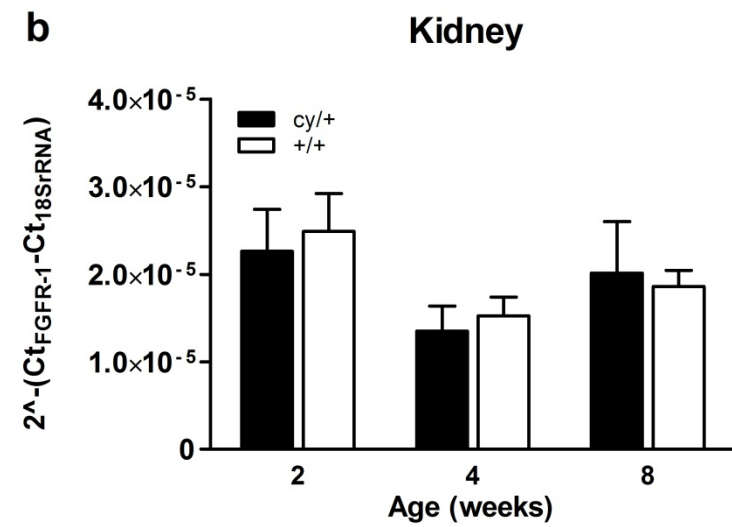 b
Kidney
2^-(CtFGFR-1-Ct18SrRNA)
4.0×10-5
3.0×10-5
2.0×10-5
1.0×10-5
0
cy/+
+/+
2 4 8
Age (weeks)